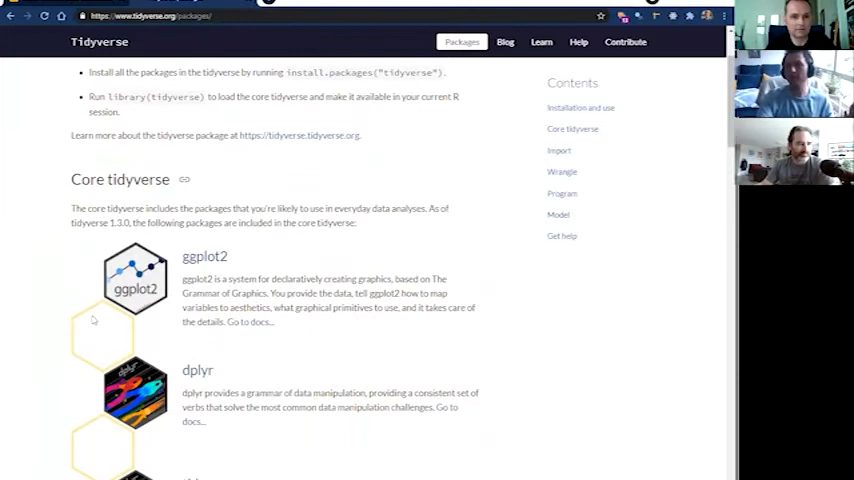 https://www.tidyverse.org/packages/
Tidyverse
Packages
Blog
Learn
Help
Contribute
Install all the packages in the tidyverse by running install.packages("tidyverse").
Run library(tidyverse) to load the core tidyverse and make it available in your current R
session.
Learn more about the tidyverse package at https://tidyverse.tidyverse.org.
Contents
Installation and use
Core tidyverse
Import
Wrangle
Program
Model
Get help
Core tidyverse
The core tidyverse includes the packages that you're likely to use in everyday data analyses. As of
tidyverse 1.3.0, the following packages are included in the core tidyverse:
ggplot2
ggplot2
ggplot2 is a system for declaratively creating graphics, based on The
Grammar of Graphics. You provide the data, tell ggplot2 how to map
variables to aesthetics, what graphical primitives to use, and it takes care of
the details. Go to docs...
dplyr
dplyr
dplyr provides a grammar of data manipulation, providing a consistent set of
verbs that solve the most common data manipulation challenges. Go to
docs...